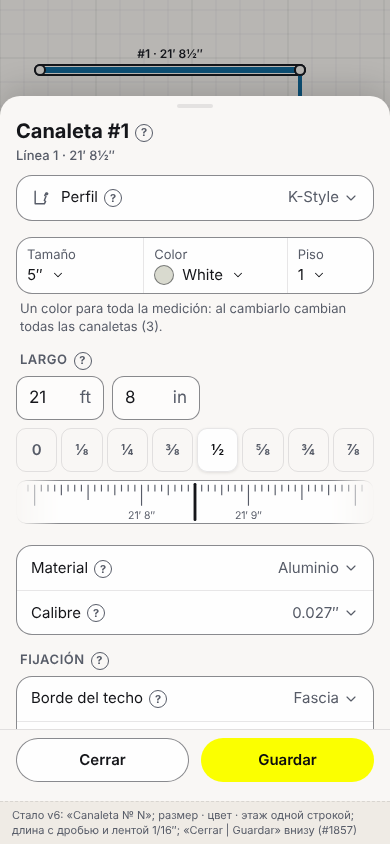 #1 · 21′ 8½″
Canaleta #1 ?
Línea 1 · 21′ 8½″
Perfil ? K-Style
Tamaño Color Piso
5″ White 1
Un color para toda la medición: al cambiarlo cambian
todas las canaletas (3).
LARGO ?
21 ft 8 in
0 ⅛ ¼ ⅜ ½ ⅝ ¾ ⅞
21′ 8″ 21′ 9″
Material ? Aluminio
Calibre ? 0.027″
FIJACIÓN ?
Borde del techo ? Fascia
Cerrar Guardar
Стало v6: «Canaleta № N»; размер · цвет · этаж одной строкой;
длина с дробью и лентой 1/16″; «Cerrar | Guardar» внизу (#1857)